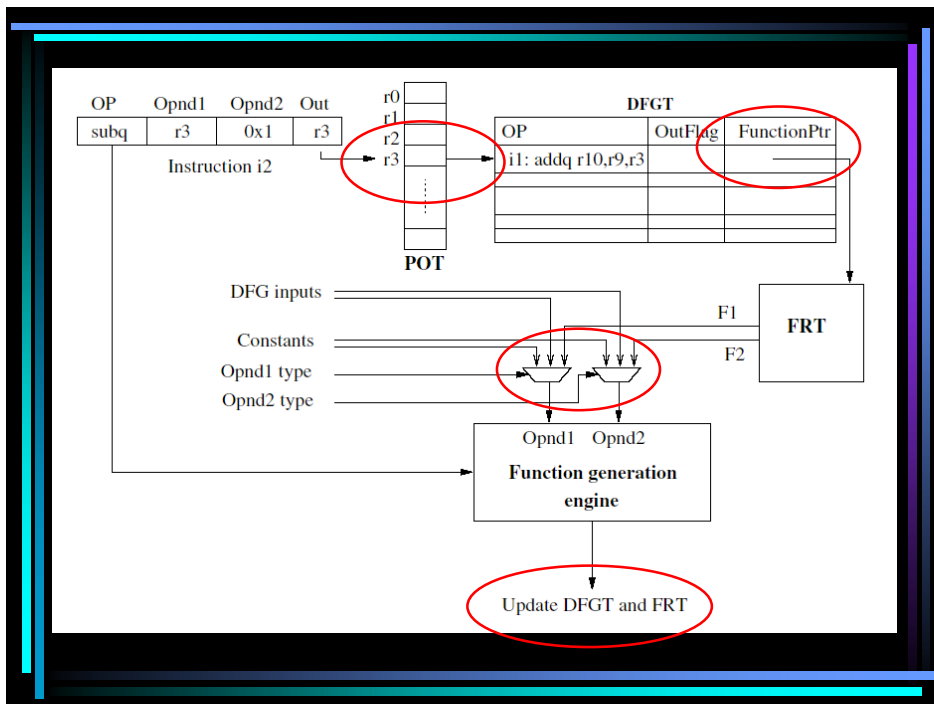 OP Opnd1 Opnd2 Out
subq r3 0x1 r3
Instruction i2
r0
r1
r2
r3
POT
DFGT
OP OutFlag FunctionPtr
i1: addq r10,r9,r3
DFG inputs
Constants
Opnd1 type
Opnd2 type
F1
F2
FRT
Opnd1 Opnd2
Function generation
engine
Update DFGT and FRT